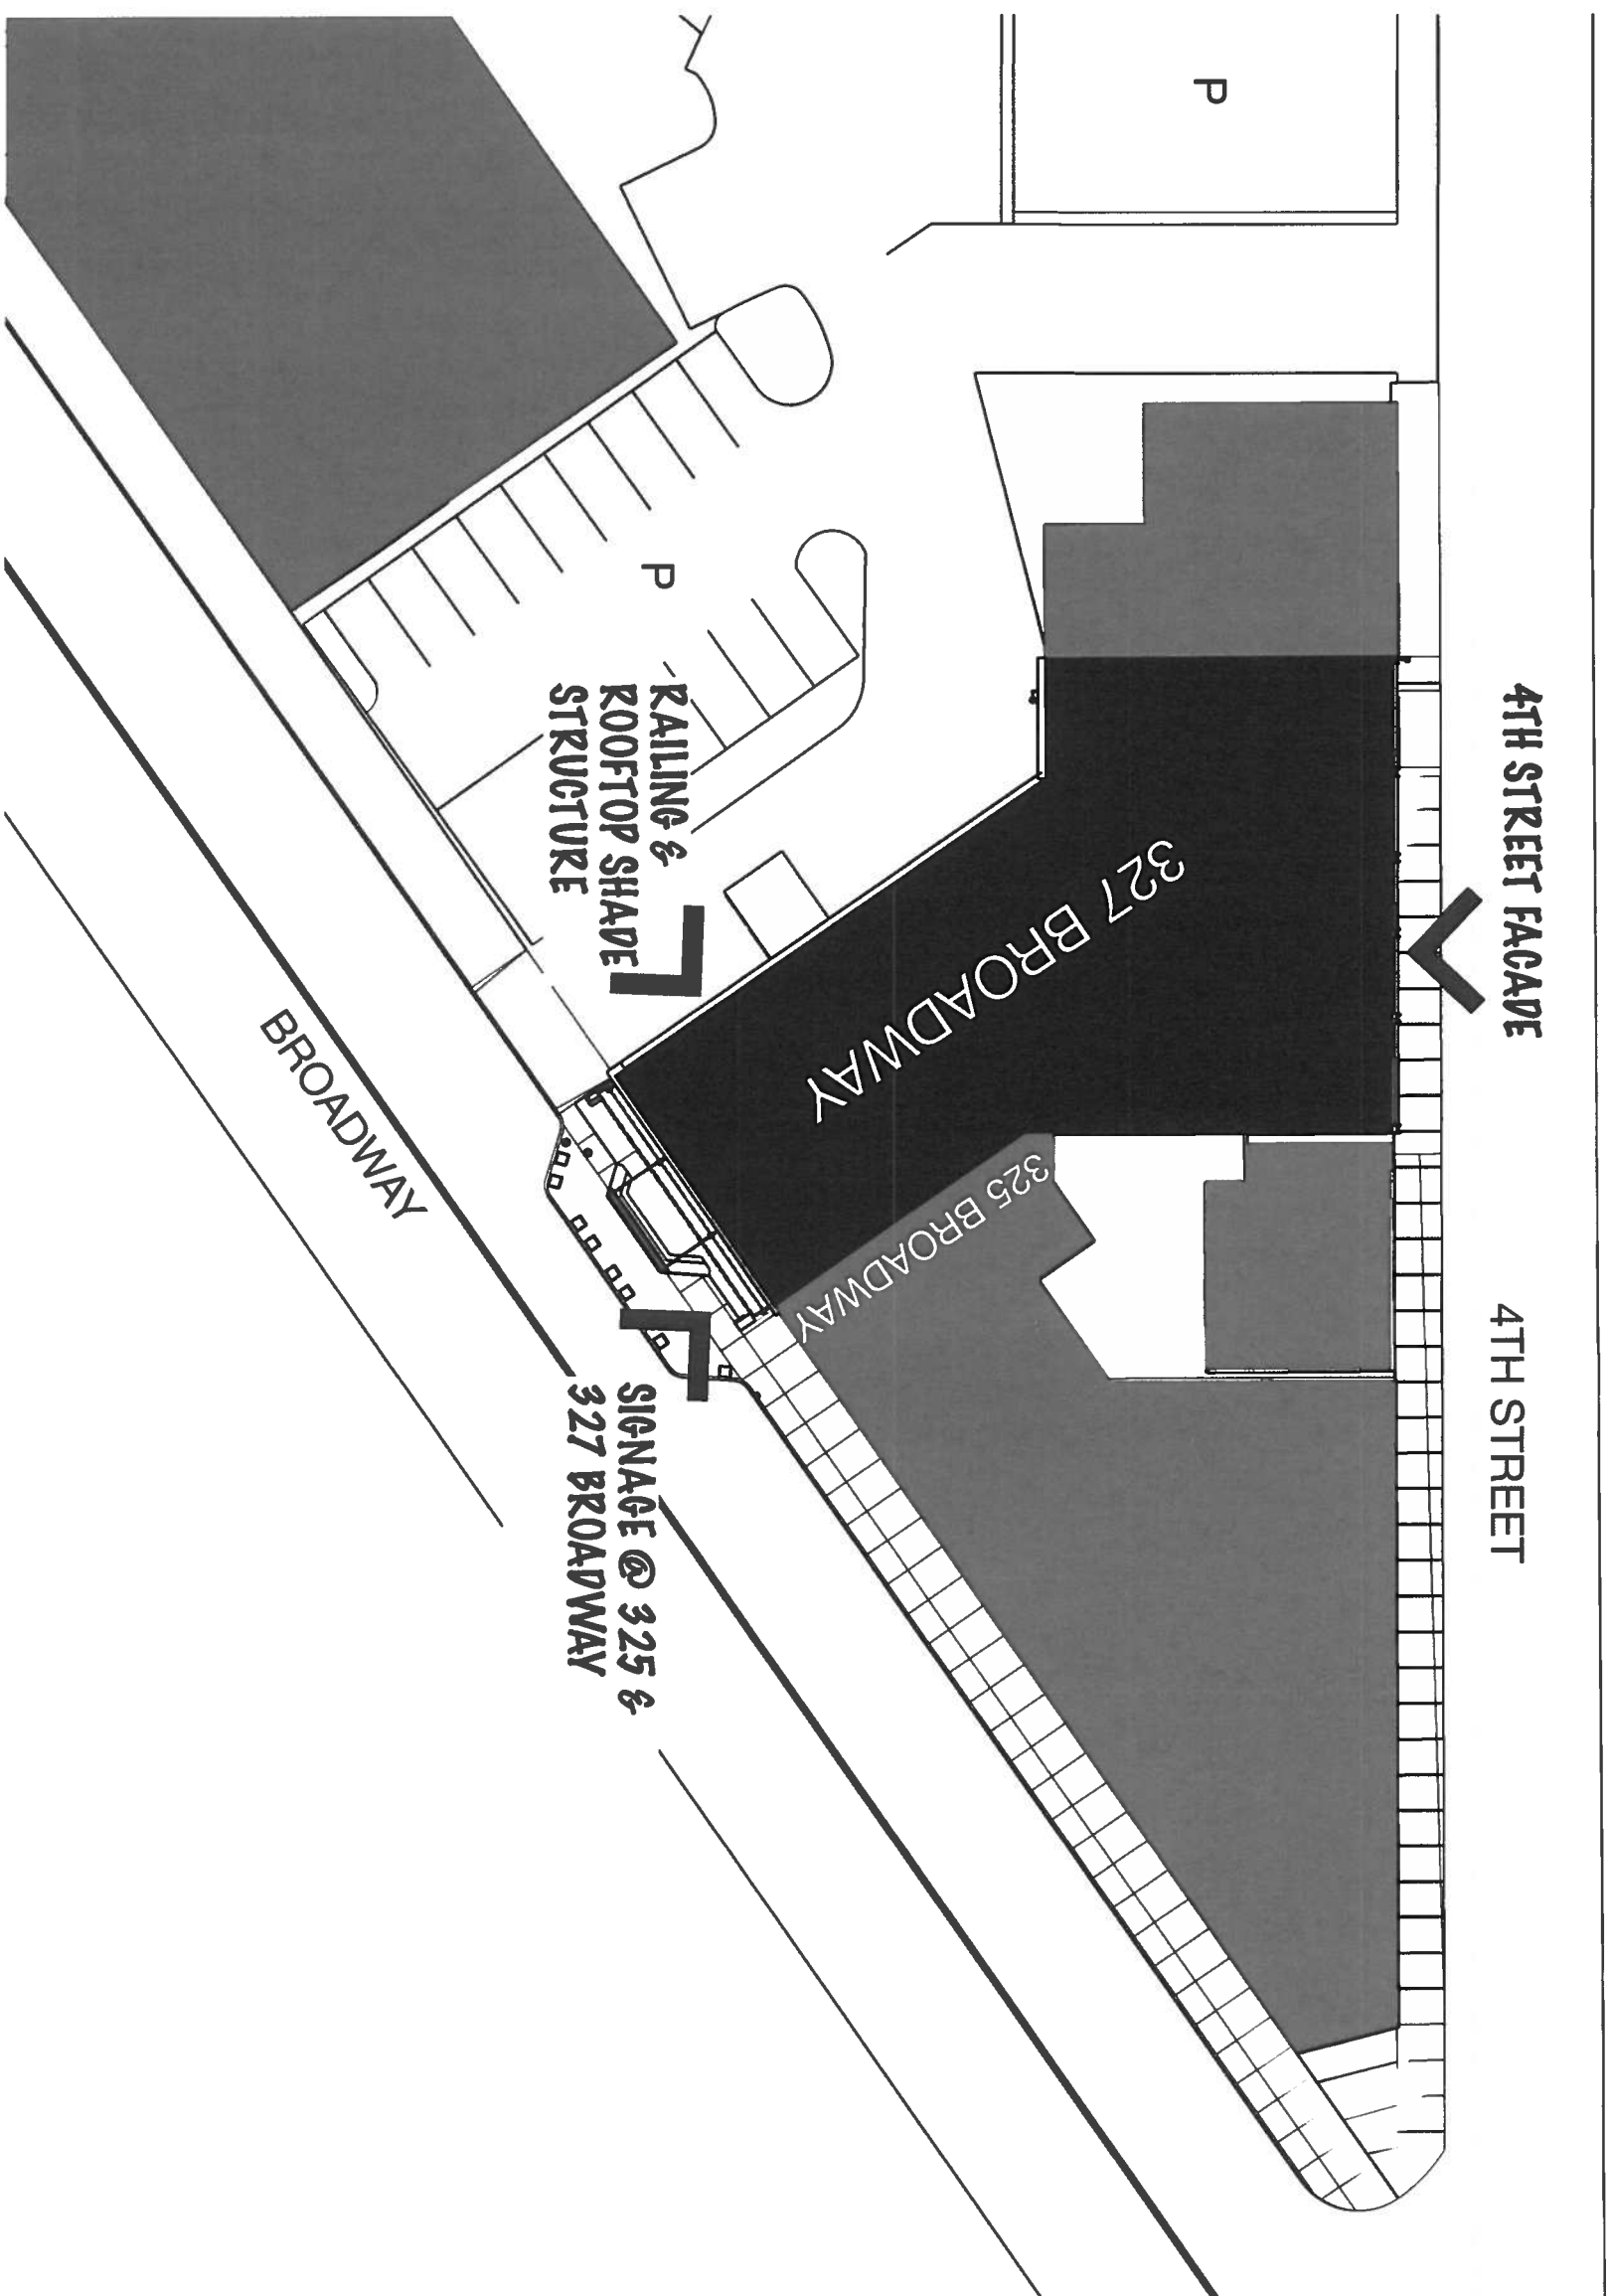 4TH STREET FACADE
4TH STREET
P
327 BROADWAY
325 BROADWAY
P
RAILING &
ROOFTOP SHADE
STRUCTURE
SIGNAGE @ 325 &
327 BROADWAY
BROADWAY